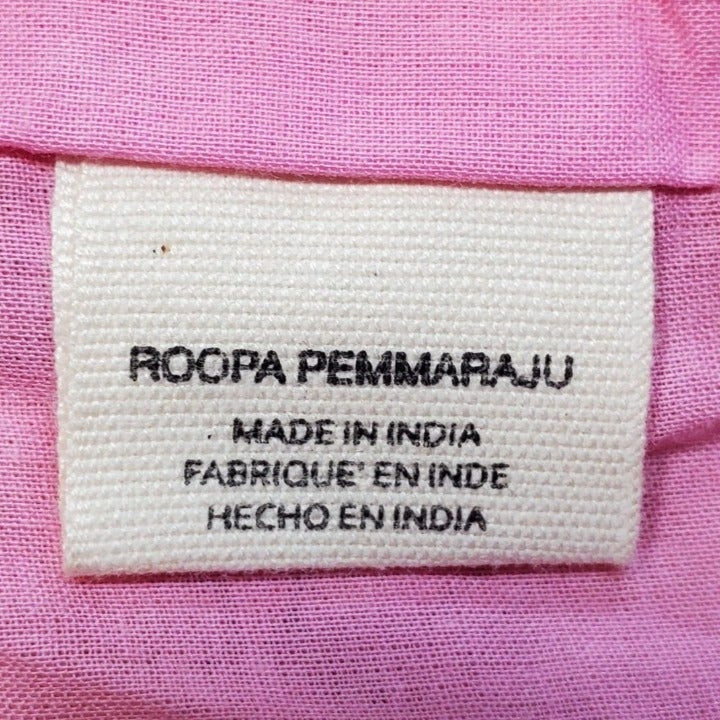 ROOPA PEMMARAJU
MADE IN INDIA
FABRIQUE' EN INDE
HECHO EN INDIA